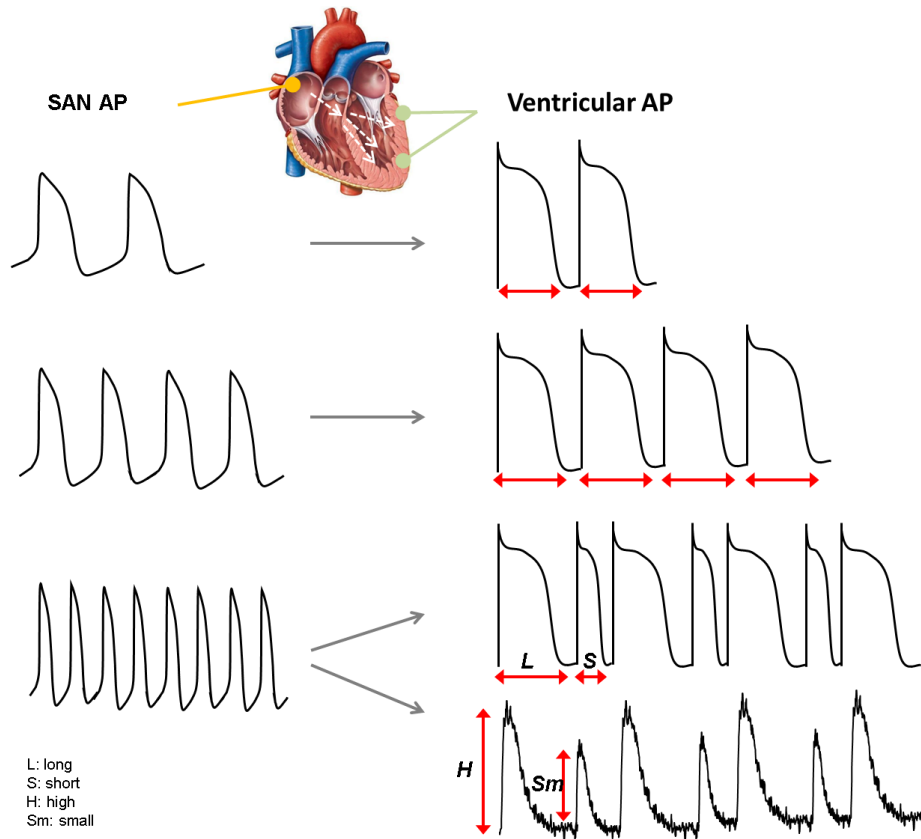 SAN AP
Ventricular AP
L
S
H
Sm
L: long
S: short
H: high
Sm: small